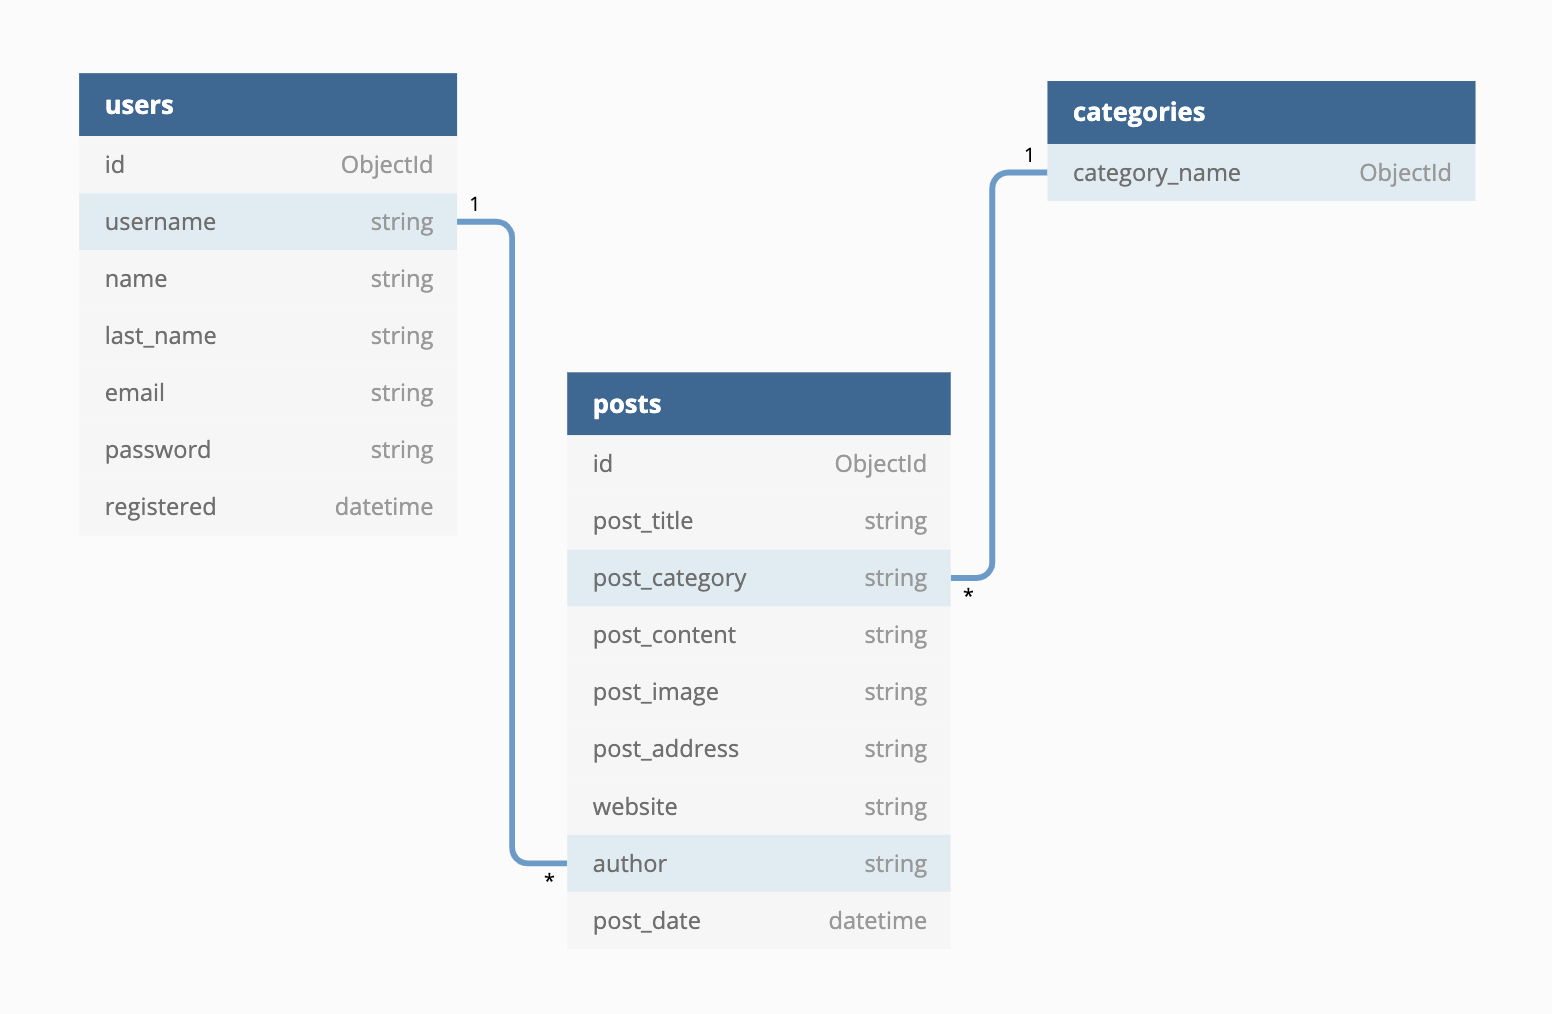 users
id ObjectId
username string
name string
last_name string
email string
password string
registered datetime
1
*
categories
category_name ObjectId
1
*
posts
id ObjectId
post_title string
post_category string
post_content string
post_image string
post_address string
website string
author string
post_date datetime